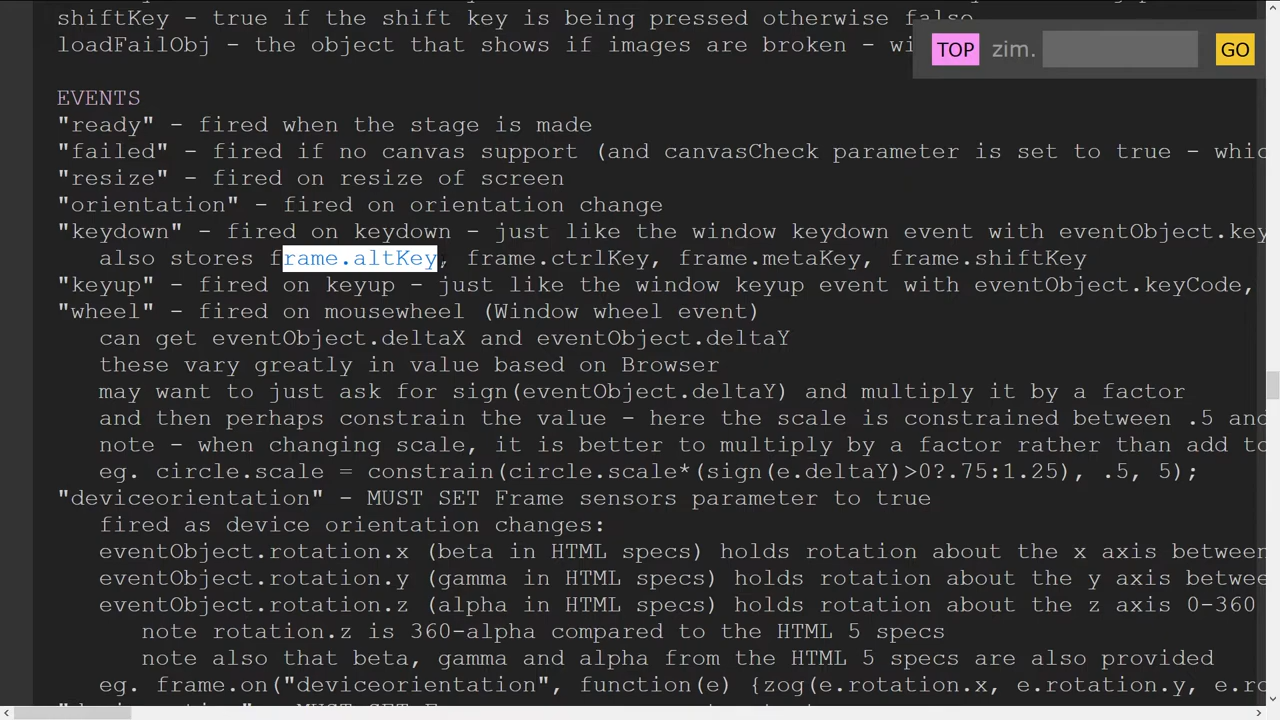 shiftKey - true if the shift key is being pressed otherwise false
loadFailObj - the object that shows if images are broken -
TOP zim. GO
EVENTS
"ready" - fired when the stage is made
"failed" - fired if no canvas support (and canvasCheck parameter is set to true -
"resize" - fired on resize of screen
"orientation" - fired on orientation change
"keydown" - fired on keydown - just like the window keydown event with eventObject.key
also stores frame.altKey, frame.ctrlKey, frame.metaKey, frame.shiftKey
"keyup" - fired on keyup - just like the window keyup event with eventObject.keyCode,
"wheel" - fired on mousewheel (Window wheel event)
can get eventObject.deltaX and eventObject.deltaY
these vary greatly in value based on Browser
may want to just ask for sign(eventObject.deltaY) and multiply it by a factor
and then perhaps constrain the value - here the scale is constrained between .5 and
note - when changing scale, it is better to multiply by a factor rather than add to
eg. circle.scale = constrain(circle.scale*(sign(e.deltaY)>0?.75:1.25), .5, 5);
"deviceorientation" - MUST SET Frame sensors parameter to true
fired as device orientation changes:
eventObject.rotation.x (beta in HTML specs) holds rotation about the x axis between
eventObject.rotation.y (gamma in HTML specs) holds rotation about the y axis between
eventObject.rotation.z (alpha in HTML specs) holds rotation about the z axis 0-360
note rotation.z is 360-alpha compared to the HTML 5 specs
note also that beta, gamma and alpha from the HTML 5 specs are also provided
eg. frame.on("deviceorientation", function(e) {zog(e.rotation.x, e.rotation.y, e.ro